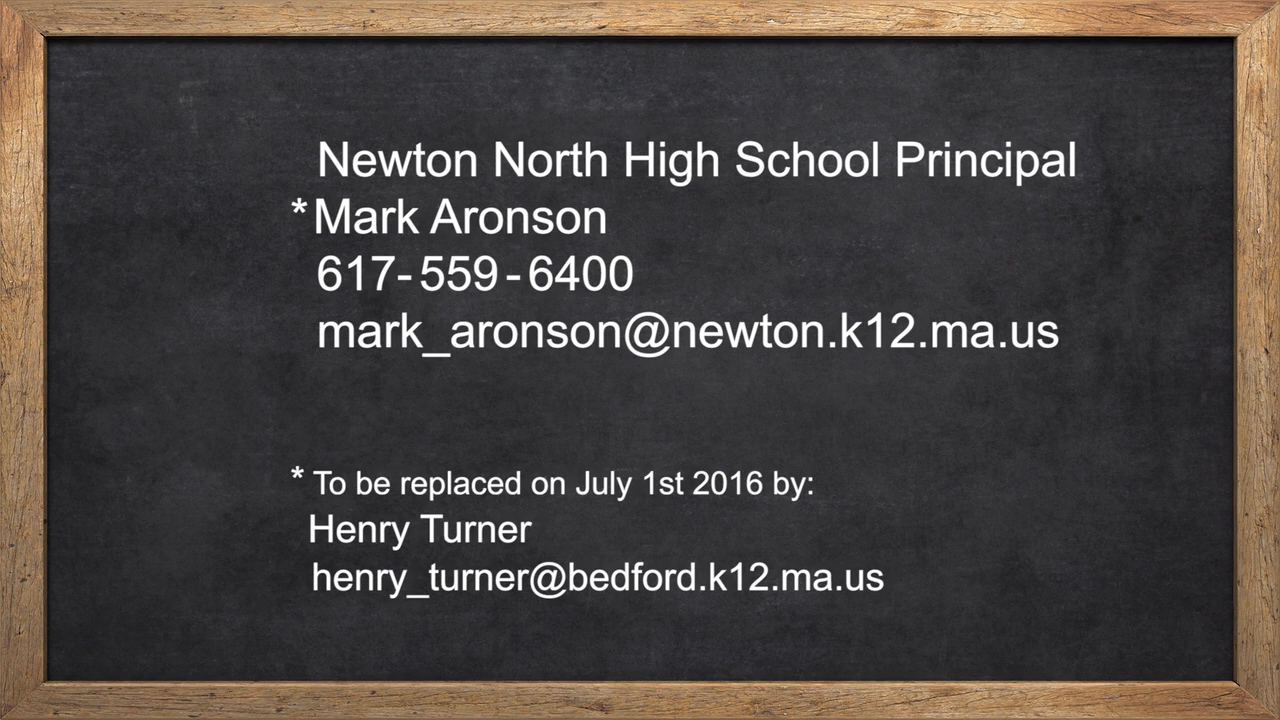 Newton North High School Principal
*Mark Aronson
617-559-6400
mark_aronson@newton.k12.ma.us
* To be replaced on July 1st 2016 by:
Henry Turner
henry_turner@bedford.k12.ma.us